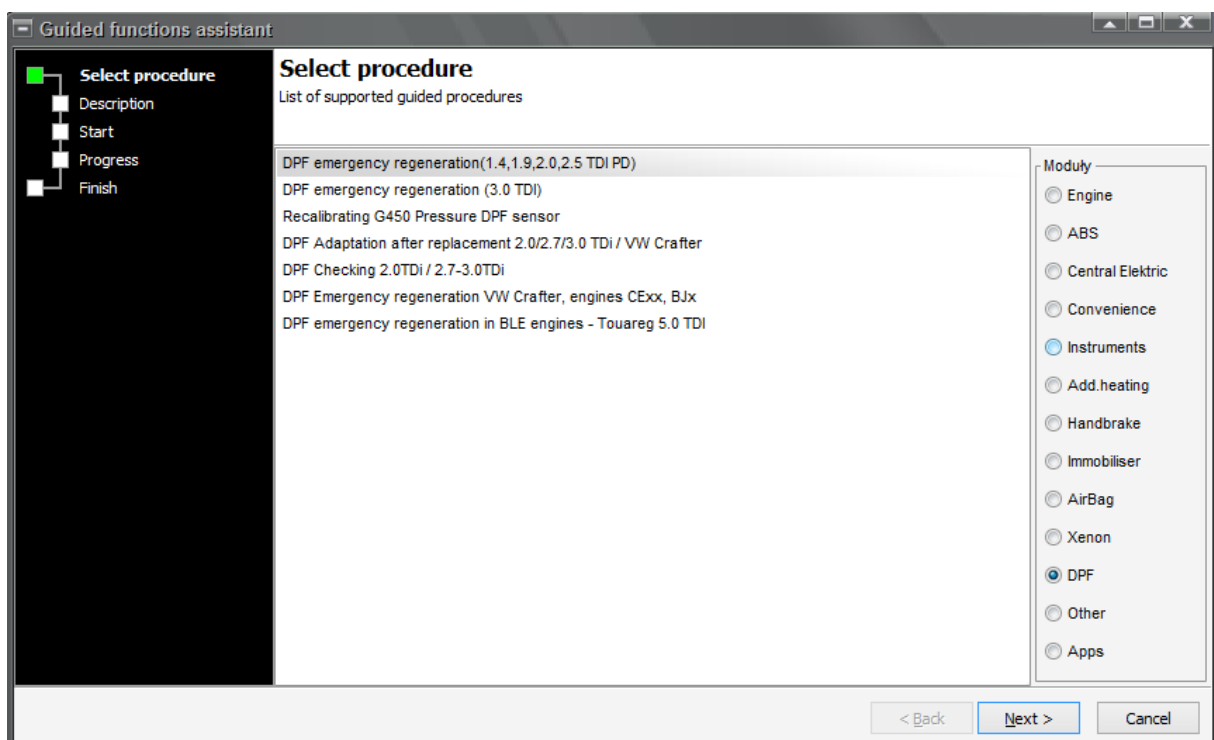 Guided functions assistant
Select procedure
Description
Start
Progress
Finish
Select procedure
List of supported guided procedures
DPF emergency regeneration(1.4,1.9,2.0,2.5 TDI PD)
DPF emergency regeneration (3.0 TDI)
Recalibrating G450 Pressure DPF sensor
DPF Adaptation after replacement 2.0/2.7/3.0 TDi / VW Crafter
DPF Checking 2.0TDi / 2.7-3.0TDi
DPF Emergency regeneration VW Crafter, engines CExx, BJx
DPF emergency regeneration in BLE engines - Touareg 5.0 TDI
Moduły
Engine
ABS
Central Elektric
Convenience
Instruments
Add.heating
Handbrake
Immobiliser
AirBag
Xenon
DPF
Other
Apps
< Back
Next >
Cancel